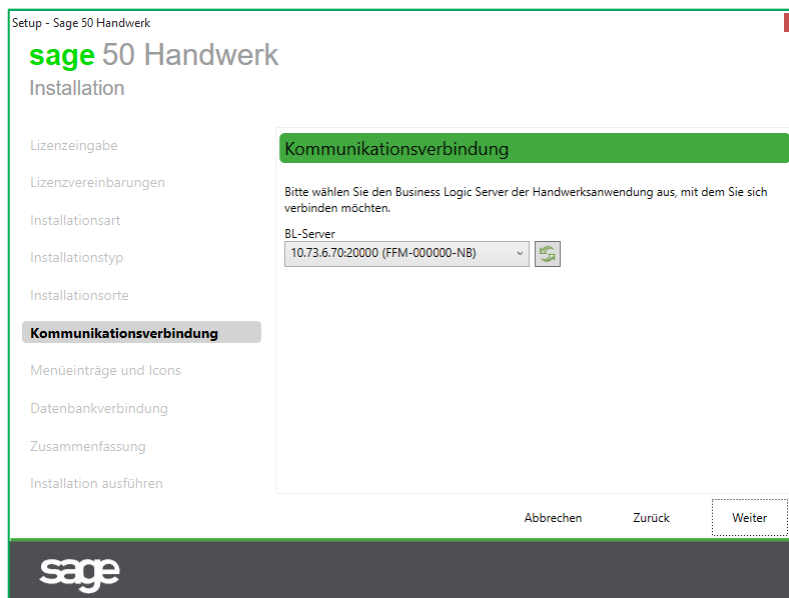 Setup - Sage 50 Handwerk
sage 50 Handwerk
Installation
Lizenzeingabe
Lizenzvereinbarungen
Installationsart
Installationstyp
Installationsorte
Kommunikationsverbindung
Menüeinträge und Icons
Datenbankverbindung
Zusammenfassung
Installation ausführen
Kommunikationsverbindung
Bitte wählen Sie den Business Logic Server der Handwerksanwendung aus, mit dem Sie sich
verbinden möchten.
BL-Server
10.73.6.70:20000 (FFM-000000-NB)
Abbrechen Zurück Weiter
sage